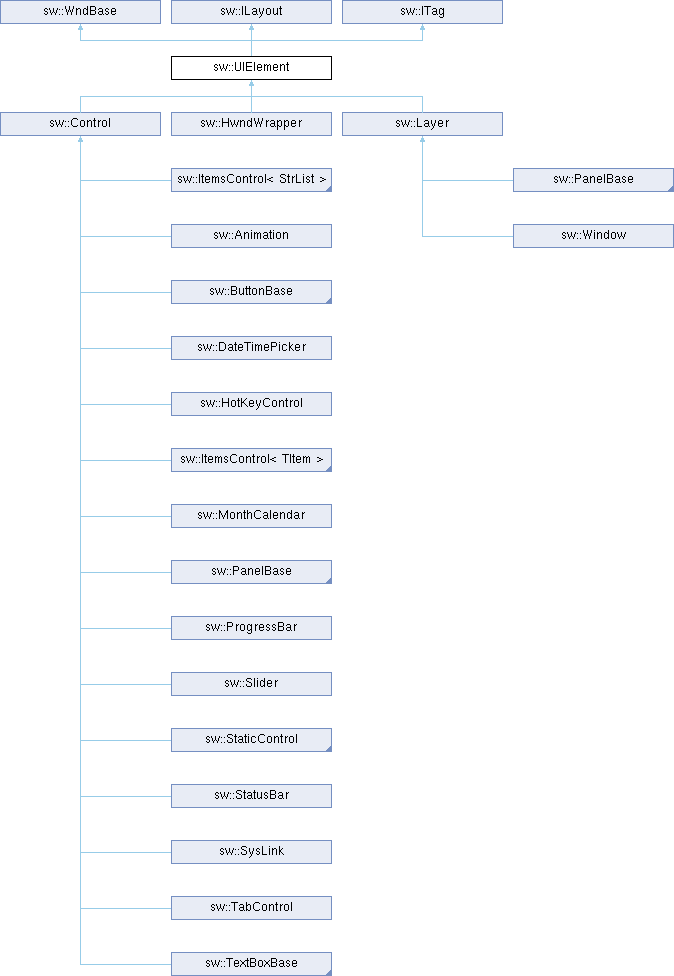 sw::WndBase
sw::ILayout
sw::ITag
sw::UIElement
sw::Control
sw::HwndWrapper
sw::Layer
sw::ItemsControl< StrList >
sw::PanelBase
sw::Animation
sw::Window
sw::ButtonBase
sw::DateTimePicker
sw::HotKeyControl
sw::ItemsControl< TItem >
sw::MonthCalendar
sw::PanelBase
sw::ProgressBar
sw::Slider
sw::StaticControl
sw::StatusBar
sw::SysLink
sw::TabControl
sw::TextBoxBase